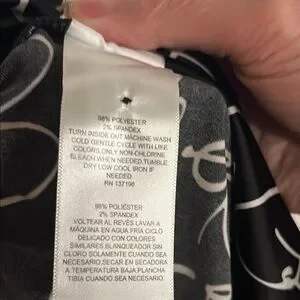 98% POLYESTER
2% SPANDEX
TURN INSIDE OUT MACHINE WASH
COLD GENTLE CYCLE WITH LIKE
COLORS.ONLY NON-CHLORINE
BLEACH WHEN NEEDED.TUMBLE
DRY LOW COOL IRON IF
NEEDED.
RN 137198
98% POLIÉSTER
2% SPANDEX
VOLTEAR AL REVÉS LAVAR A
MÁQUINA EN AGUA FRÍA CICLO
DELICADO CON COLORES
SIMILARES.BLANQUEADOR SIN
CLORO SOLAMENTE CUANDO SEA
NECESARIO.SECAR EN SECADORA
A TEMPERATURA BAJA.PLANCHA
TIBIA CUANDO SEA NECESARIO.